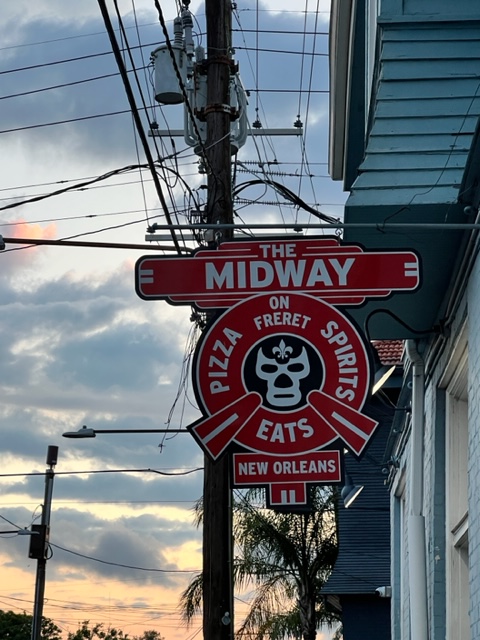 THE
MIDWAY
ON
FRERET
PIZZA
SPIRITS
EATS
NEW ORLEANS